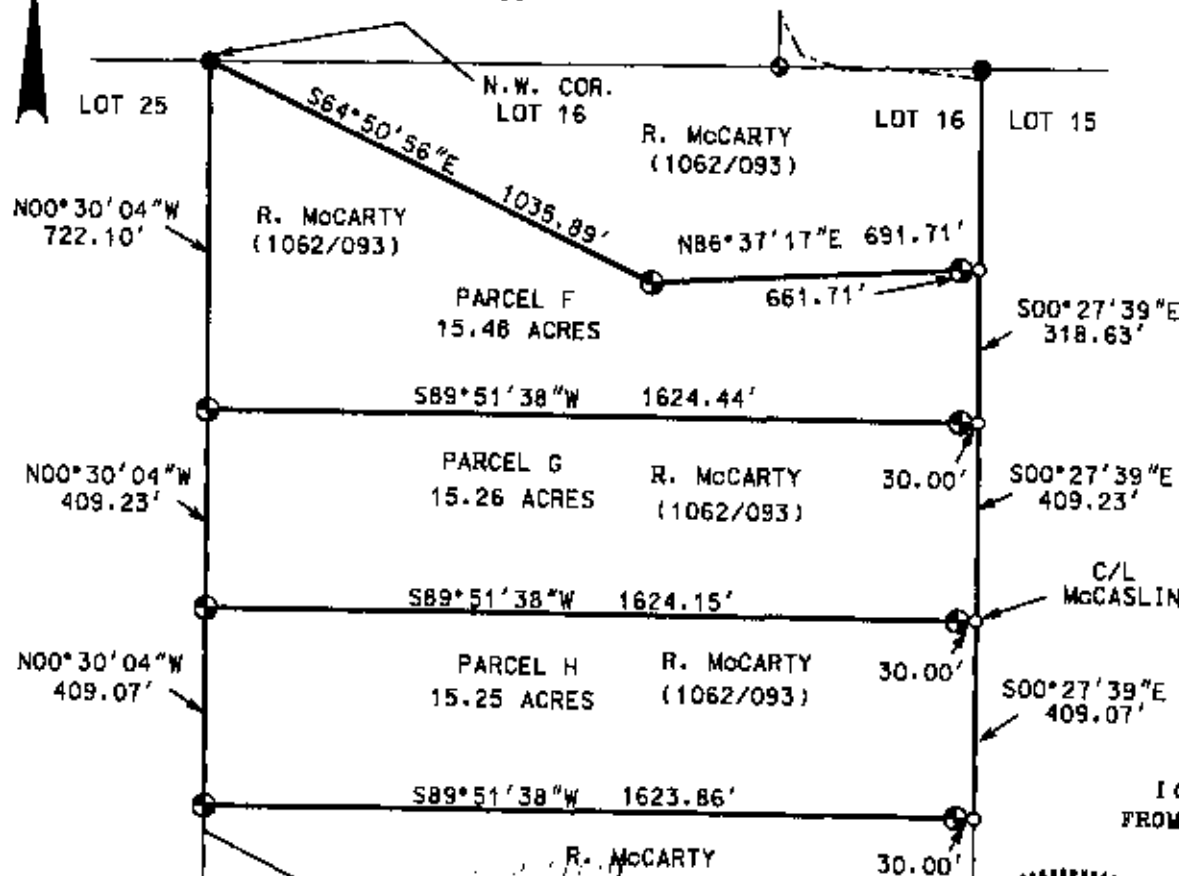 N.W. COR.
LOT 16
LOT 25
LOT 16
LOT 15
R. McCARTY
(1062/093)
S64°50'56"E 1035.89'
N00°30'04"W
722.10'
R. McCARTY
(1062/093)
N86°37'17"E 691.71'
661.71'
PARCEL F
15.46 ACRES
S00°27'39"E
318.63'
S89°51'38"W 1624.44'
PARCEL G
15.26 ACRES
R. McCARTY
(1062/093)
30.00'
N00°30'04"W
409.23'
S00°27'39"E
409.23'
C/L
McCASLIN
S89°51'38"W 1624.15'
PARCEL H
15.25 ACRES
R. McCARTY
(1062/093)
30.00'
N00°30'04"W
409.07'
S00°27'39"E
409.07'
S89°51'38"W 1623.86'
FROM
R. McCARTY
30.00'